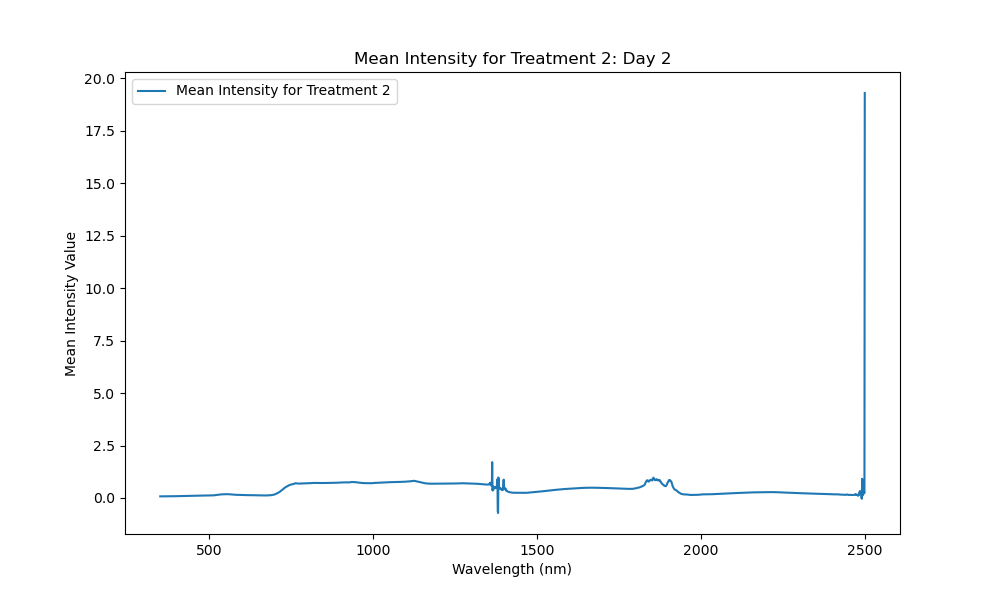 Mean Intensity for Treatment 2: Day 2
Mean Intensity for Treatment 2
20.0
17.5
15.0
12.5
10.0
7.5
5.0
2.5
0.0
Mean Intensity Value
500 1000 1500 2000 2500
Wavelength (nm)